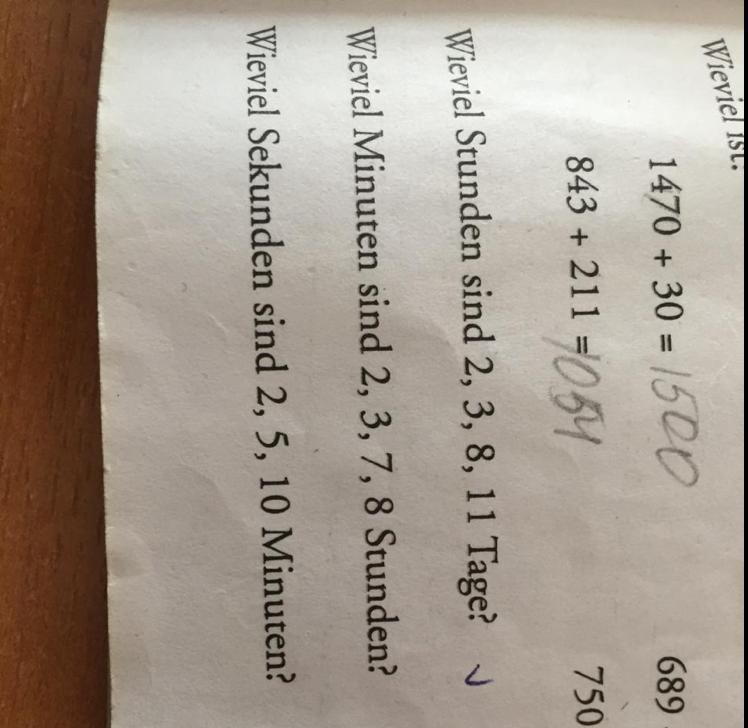 Wieviel ist:
1470 + 30 = 1500 689
843 + 211 = 1054 750
Wieviel Stunden sind 2, 3, 8, 11 Tage?
Wieviel Minuten sind 2, 3, 7, 8 Stunden?
Wieviel Sekunden sind 2, 5, 10 Minuten?